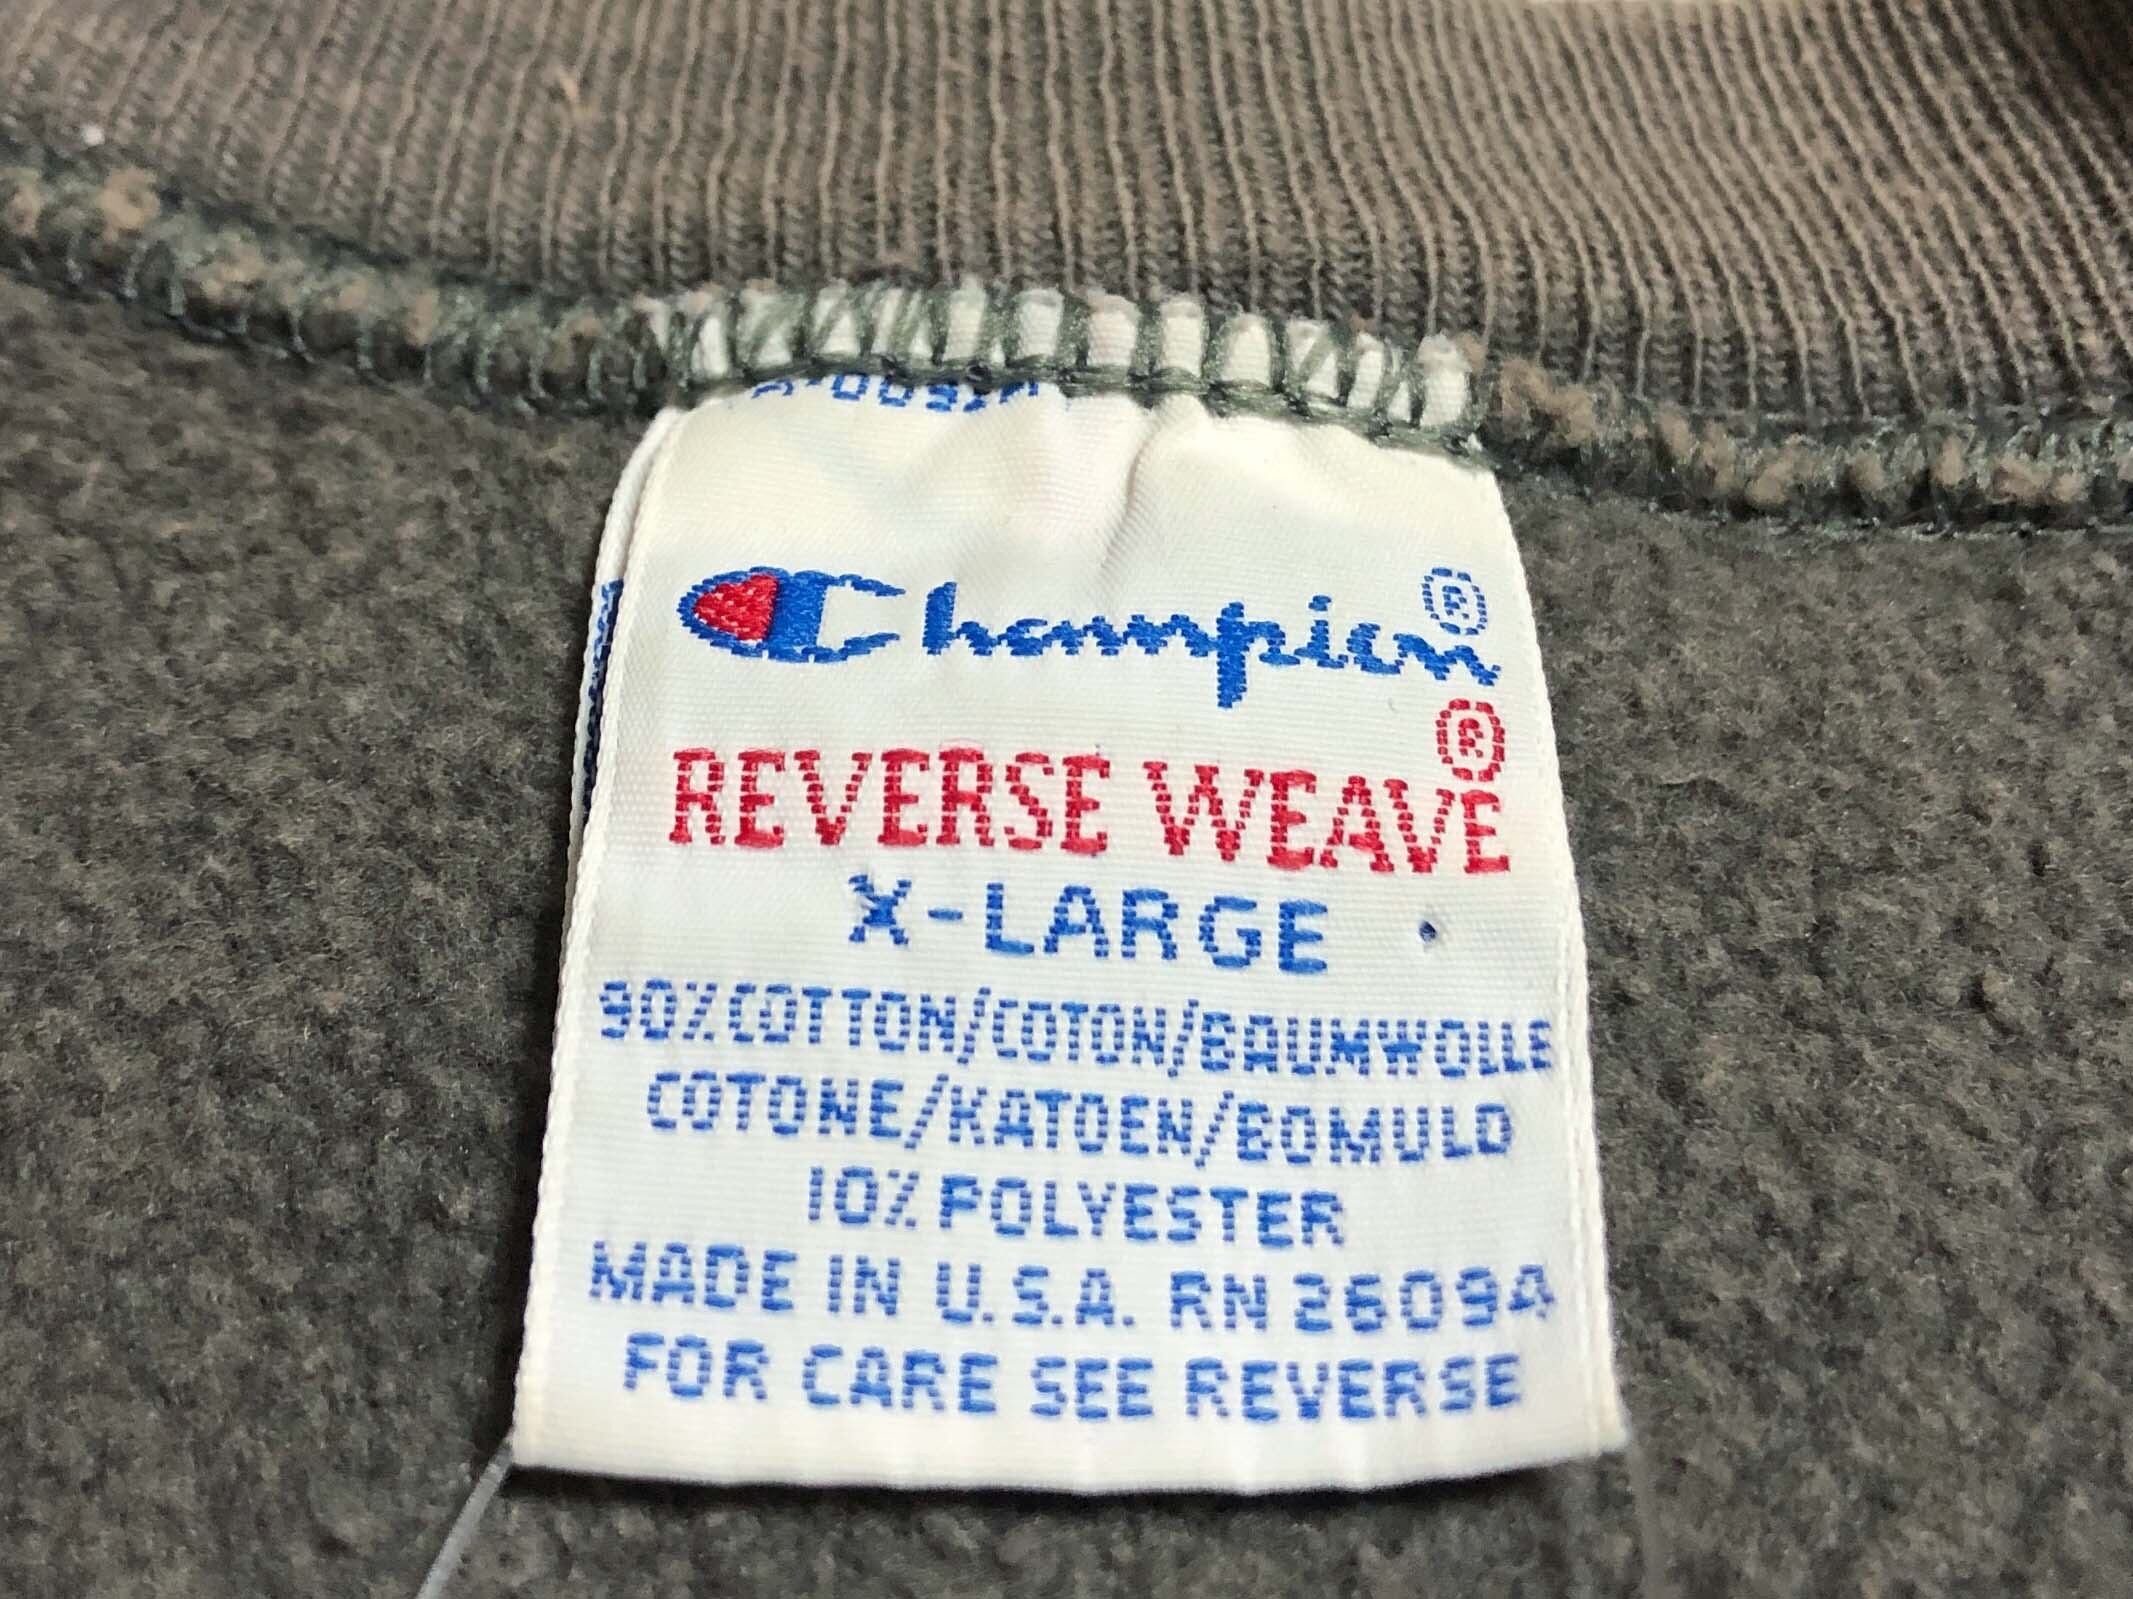 Champion®
REVERSE WEAVE®
X-LARGE
90% COTTON/COTON/BAUMWOLLE
COTONE/KATOEN/BOMULD
10% POLYESTER
MADE IN U.S.A. RN 26094
FOR CARE SEE REVERSE